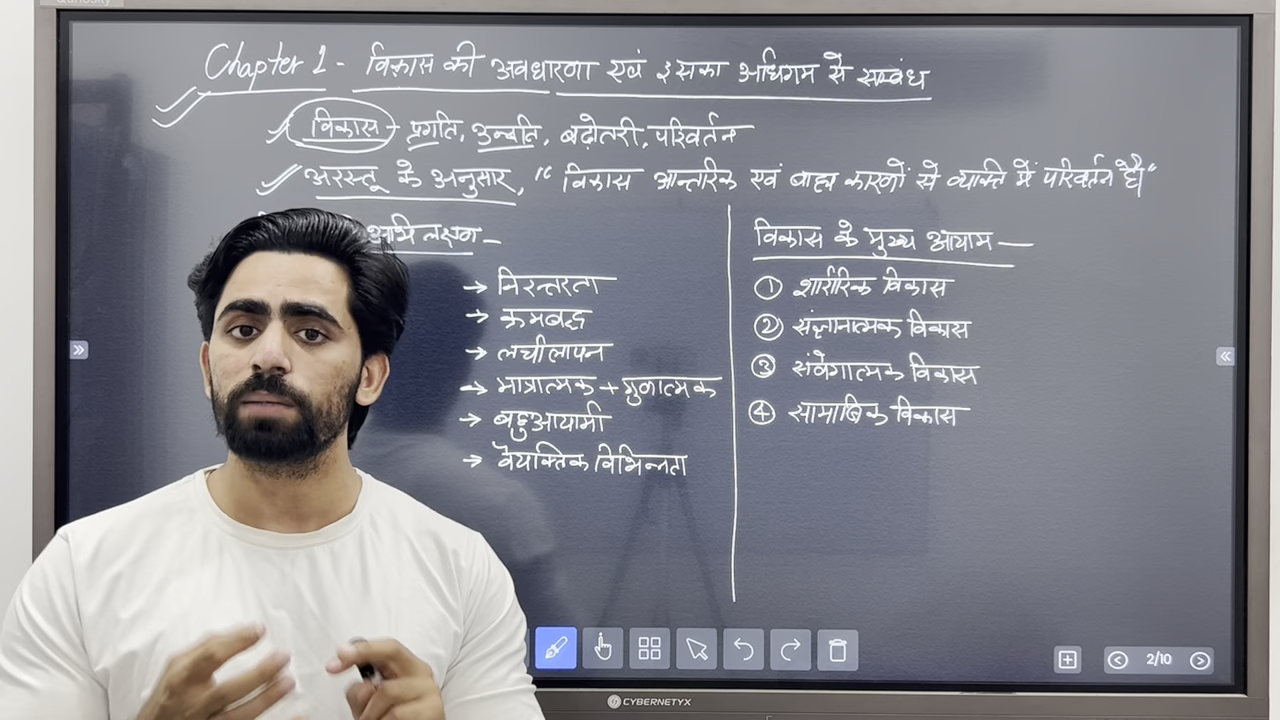 Chapter 1 - विकास की अवधारणा एवं इसका अधिगम से सम्बंध
विकास - प्रगति, उन्नति, बढ़ोतरी, परिवर्तन
अरस्तू के अनुसार, “ विकास आन्तरिक एवं बाह्य कारणों से व्यक्ति में परिवर्तन है।"
अभिलक्षण -
→ निरन्तरता
→ क्रमबद्ध
→ लचीलापन
→ मात्रात्मक + गुणात्मक
→ बहुआयामी
→ वैयक्तिक विभिन्नता
विकास के मुख्य आयाम —
① शारीरिक विकास
② संज्ञानात्मक विकास
③ संवेगात्मक विकास
④ सामाजिक विकास
2/10
CYBERNETYX